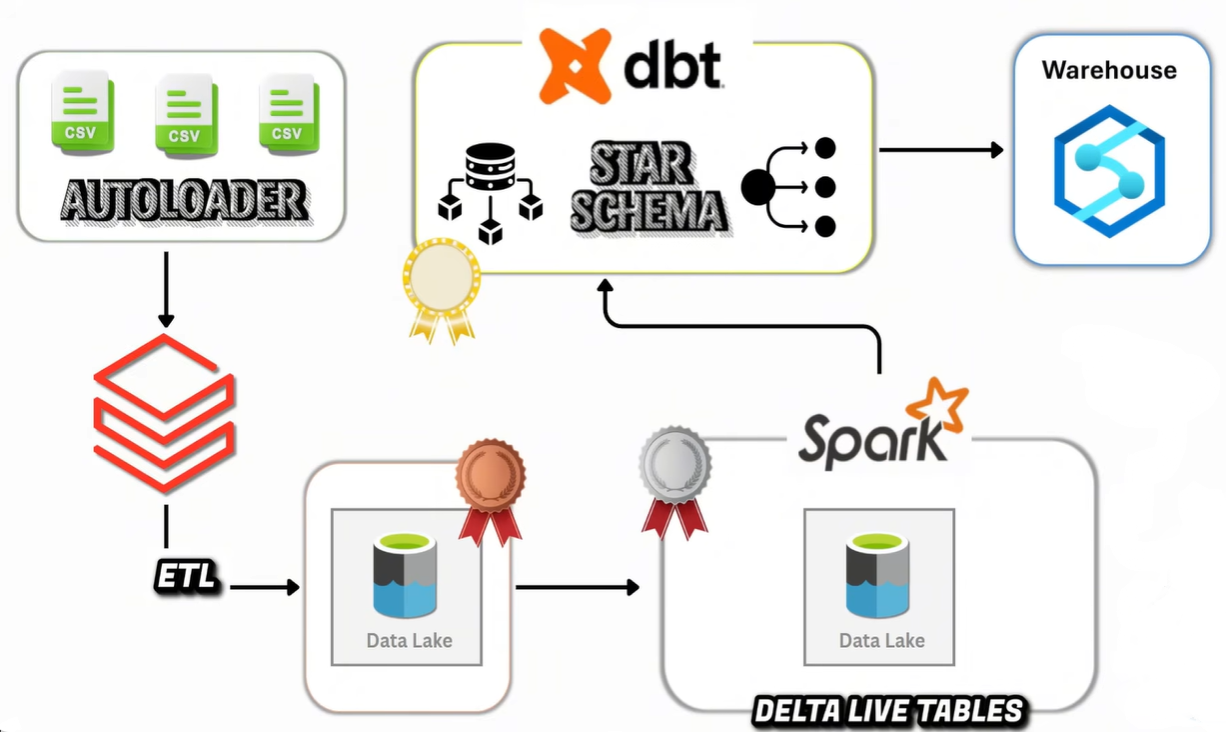 CSV
CSV
CSV
AUTOLOADER
dbt
STAR
SCHEMA
Warehouse
Spark
ETL
Data Lake
Data Lake
DELTA LIVE TABLES